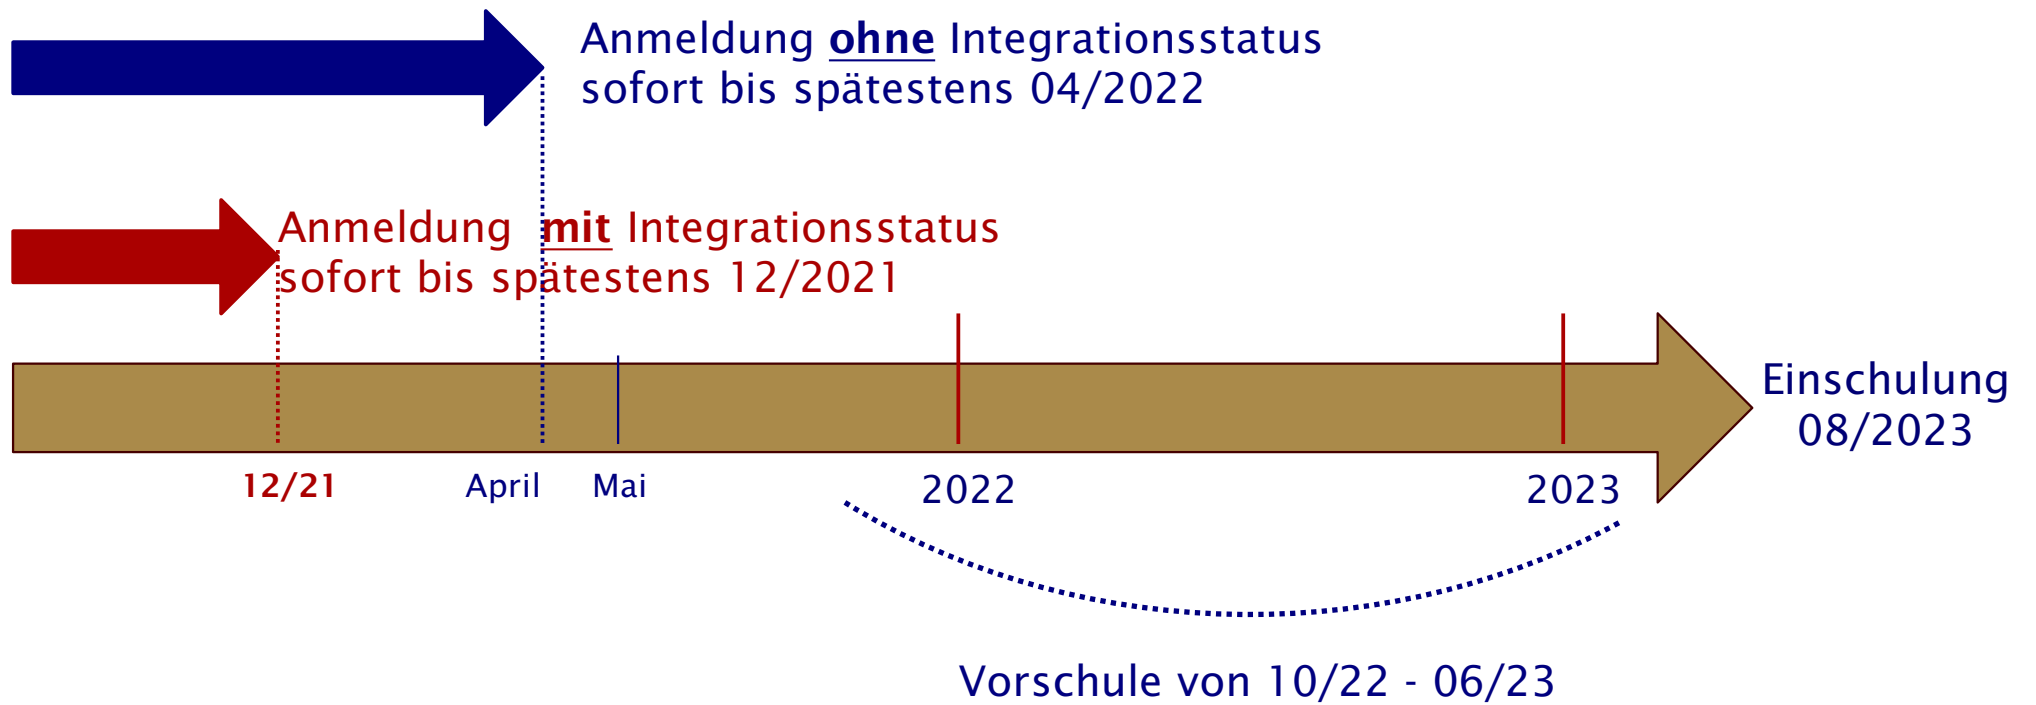 Anmeldung ohne Integrationsstatus
sofort bis spätestens 04/2022
Anmeldung mit Integrationsstatus
sofort bis spätestens 12/2021
Einschulung
08/2023
12/21 April Mai 2022 2023
Vorschule von 10/22 - 06/23